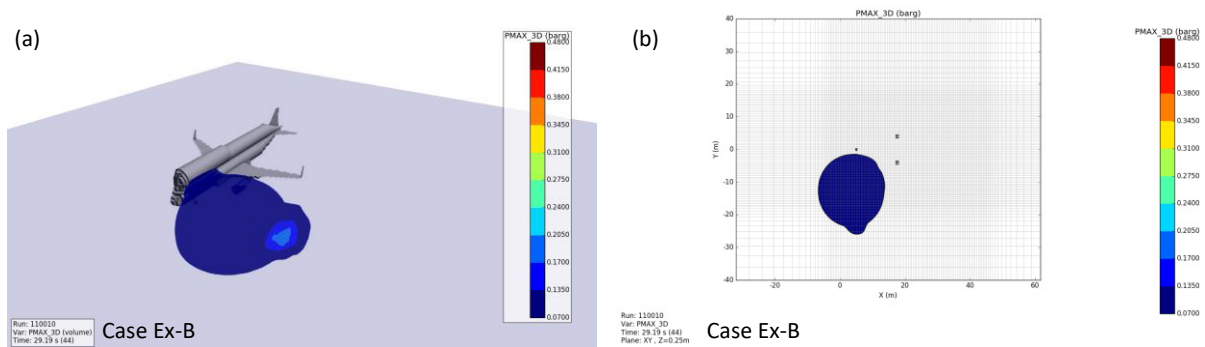 (a)
PMAX_3D (barg)
0.4800
0.4150
0.3800
0.3450
0.3100
0.2750
0.2400
0.2050
0.1700
0.1350
0.0700
Run: 110010
Var: PMAX_3D (volume)
Time: 29.19 s (44)
Case Ex-B
(b)
PMAX_3D (barg)
40
30
20
10
0
-10
-20
-30
-40
Y (m)
-20
0
20
40
60
X (m)
PMAX_3D (barg)
0.4800
0.4150
0.3800
0.3450
0.3100
0.2750
0.2400
0.2050
0.1700
0.1350
0.0700
Run: 110010
Var: PMAX_3D
Time: 29.19 s (44)
Plane: XY , Z=0.25m
Case Ex-B